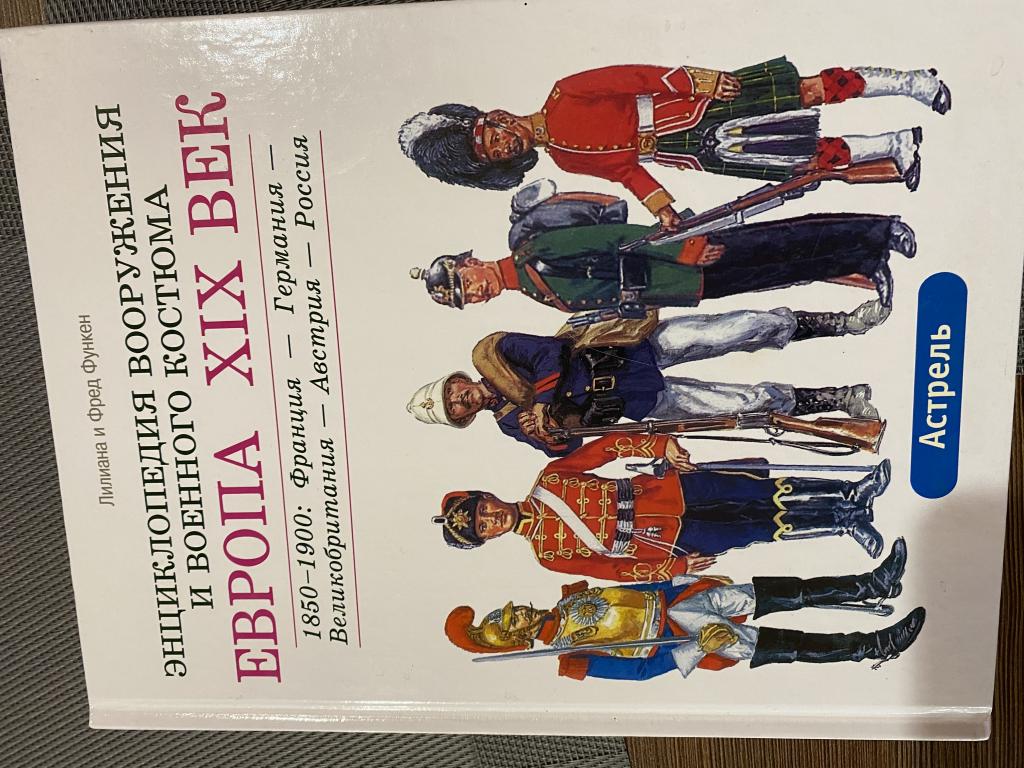 Лилиана и Фред Функен
ЭНЦИКЛОПЕДИЯ ВООРУЖЕНИЯ
И ВОЕННОГО КОСТЮМА
ЕВРОПА XIX ВЕК
1850–1900: Франция — Германия —
Великобритания — Австрия — Россия
Астрель